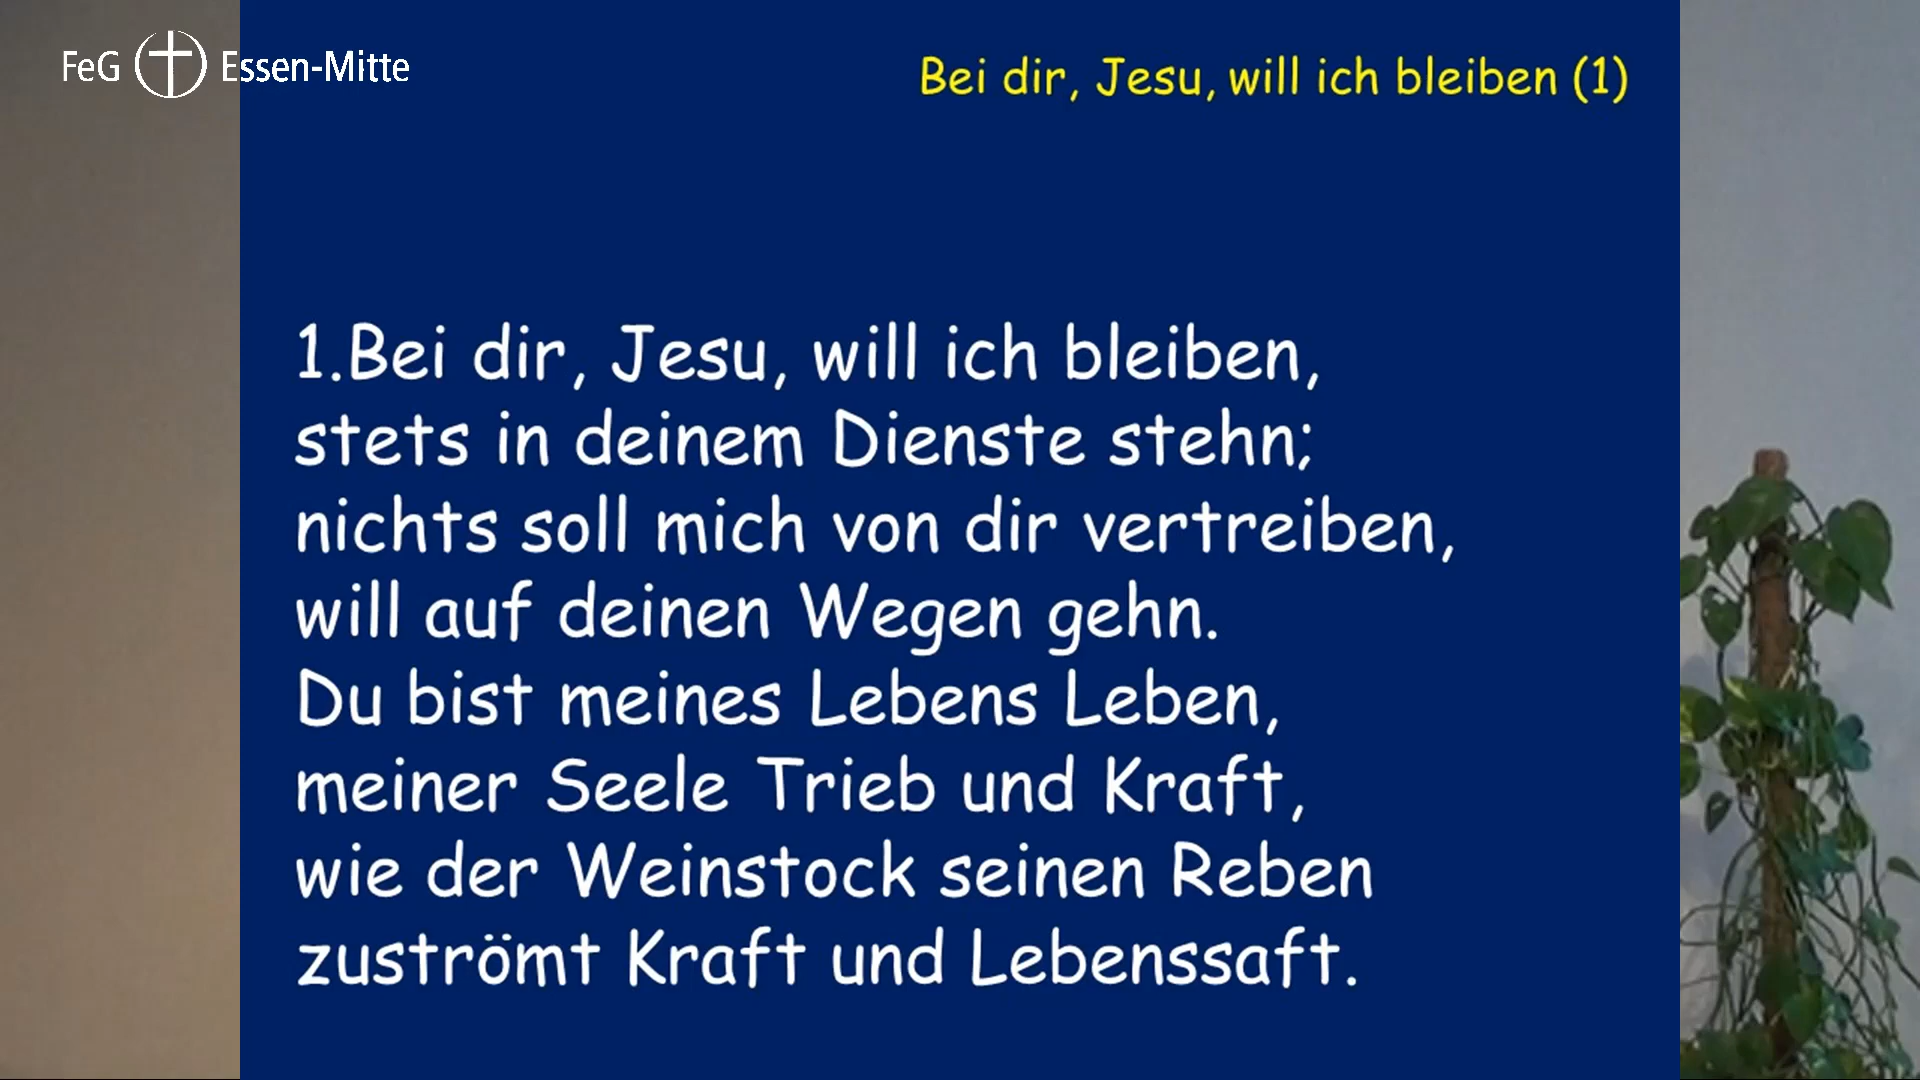 FeG Essen-Mitte
Bei dir, Jesu, will ich bleiben (1)
1.Bei dir, Jesu, will ich bleiben,
stets in deinem Dienste stehn;
nichts soll mich von dir vertreiben,
will auf deinen Wegen gehn.
Du bist meines Lebens Leben,
meiner Seele Trieb und Kraft,
wie der Weinstock seinen Reben
zuströmt Kraft und Lebenssaft.